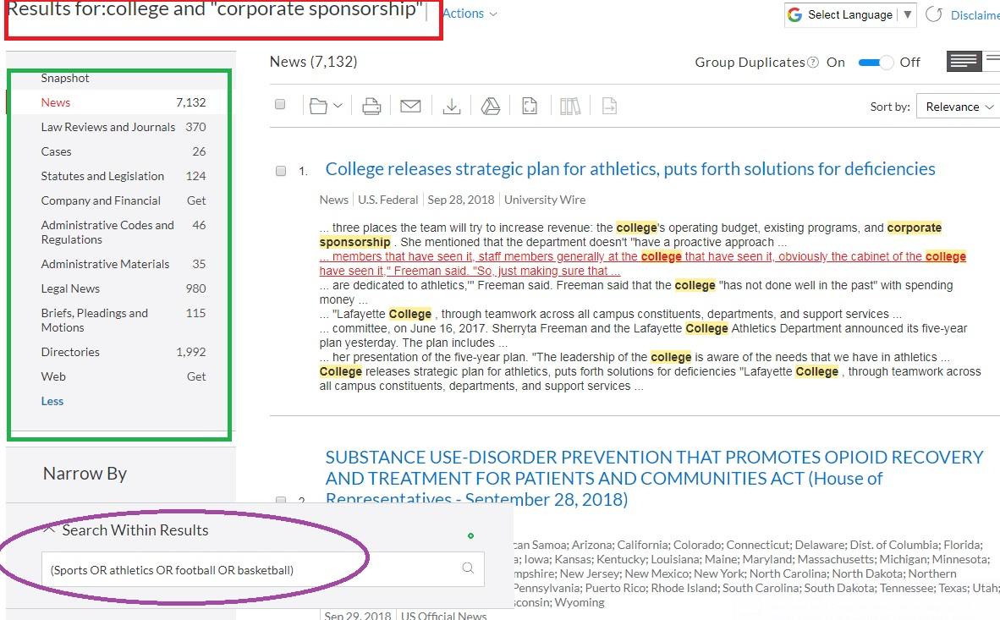 Results for:college and "corporate sponsorship"
Actions
Select Language ▼
Disclaime
Snapshot
News 7,132
Law Reviews and Journals 370
Cases 26
Statutes and Legislation 124
Company and Financial Get
Administrative Codes and
Regulations 46
Administrative Materials 35
Legal News 980
Briefs, Pleadings and
Motions 115
Directories 1,992
Web Get
Less
Narrow By
Search Within Results
(Sports OR athletics OR football OR basketball)
News (7,132)
Group Duplicates ? On Off
Sort by: Relevance
1. College releases strategic plan for athletics, puts forth solutions for deficiencies
News | U.S. Federal | Sep 28, 2018 | University Wire
... three places the team will try to increase revenue: the college's operating budget, existing programs, and corporate
sponsorship . She mentioned that the department doesn't "have a proactive approach ...
... members that have seen it, staff members generally at the college that have seen it, obviously the cabinet of the college
have seen it," Freeman said. "So, just making sure that ...
... are dedicated to athletics,'" Freeman said. Freeman said that the college "has not done well in the past" with spending
money ...
... "Lafayette College , through teamwork across all campus constituents, departments, and support services ...
... committee, on June 16, 2017. Sherryta Freeman and the Lafayette College Athletics Department announced its five-year
plan yesterday. The plan includes ...
... her presentation of the five-year plan. "The leadership of the college is aware of the needs that we have in athletics ...
College releases strategic plan for athletics, puts forth solutions for deficiencies "Lafayette College , through teamwork across
all campus constituents, departments, and support services ...
2. SUBSTANCE USE-DISORDER PREVENTION THAT PROMOTES OPIOID RECOVERY
AND TREATMENT FOR PATIENTS AND COMMUNITIES ACT (House of
Representatives - September 28, 2018)
can Samoa; Arizona; California; Colorado; Connecticut; Delaware; Dist. of Columbia; Florida;
a; Iowa; Kansas; Kentucky; Louisiana; Maine; Maryland; Massachusetts; Michigan; Minnesota;
mpshire; New Jersey; New Mexico; New York; North Carolina; North Dakota; Northern
Pennsylvania; Puerto Rico; Rhode Island; South Carolina; South Dakota; Tennessee; Texas; Utah;
sconsin; Wyoming
Sep 29, 2018 | US Official News